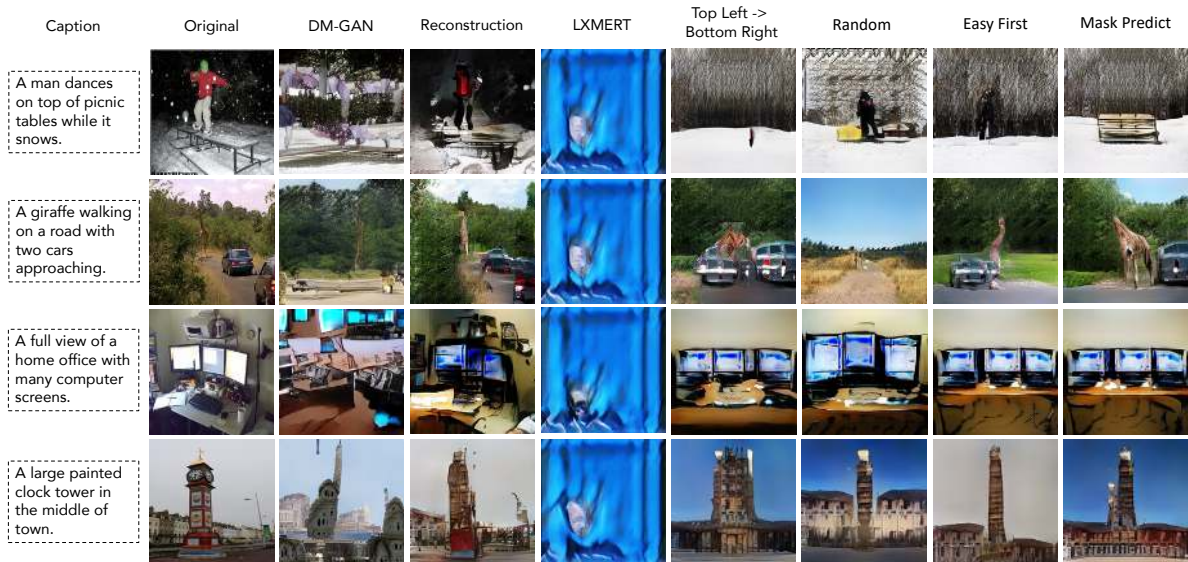 Caption
Original
DM-GAN
Reconstruction
LXMERT
Top Left ->
Bottom Right
Random
Easy First
Mask Predict
A man dances
on top of picnic
tables while it
snows.
A giraffe walking
on a road with
two cars
approaching.
A full view of a
home office with
many computer
screens.
A large painted
clock tower in
the middle of
town.